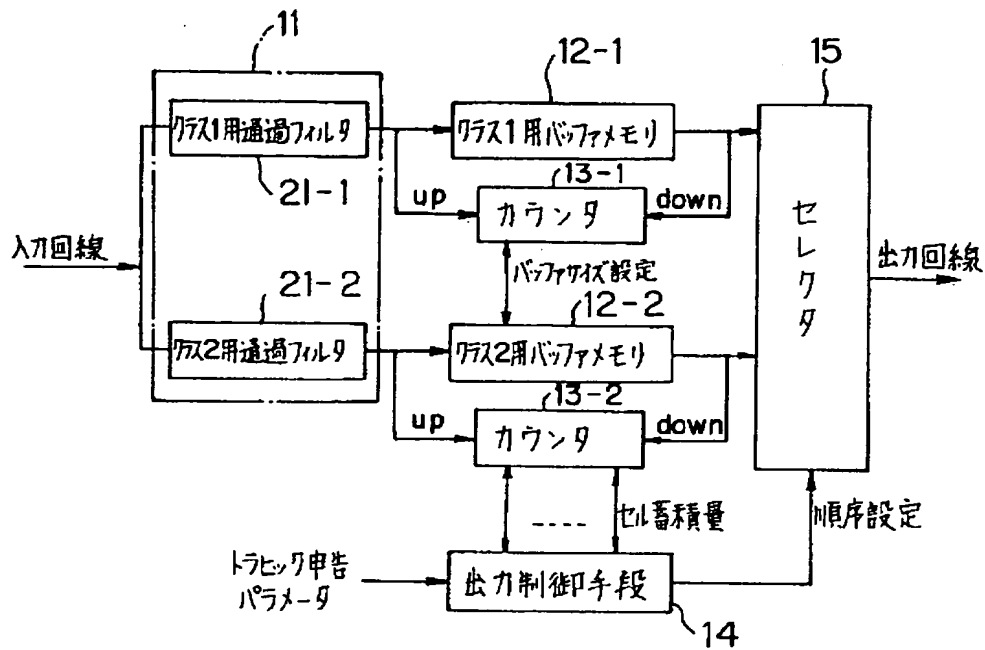 11
クラス1用通過フィルタ
21-1
12-1
クラス1用バッファメモリ
13-1
up
カウンタ
down
15
セレクタ
入力回線
出力回線
バッファサイズ設定
21-2
クラス2用通過フィルタ
12-2
クラス2用バッファメモリ
13-2
up
カウンタ
down
セル蓄積量
順序設定
トラヒック申告
パラメータ
出力制御手段
14